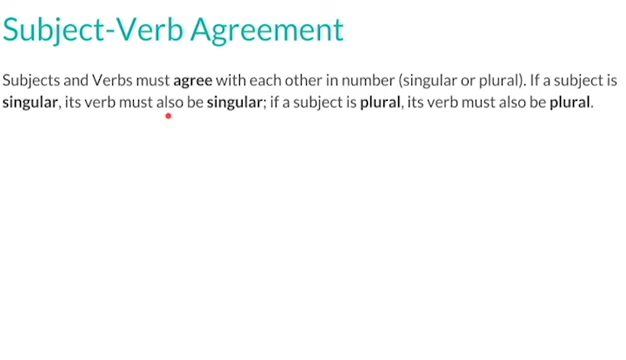 Subject-Verb Agreement
Subjects and Verbs must agree with each other in number (singular or plural). If a subject is
singular, its verb must also be singular; if a subject is plural, its verb must also be plural.